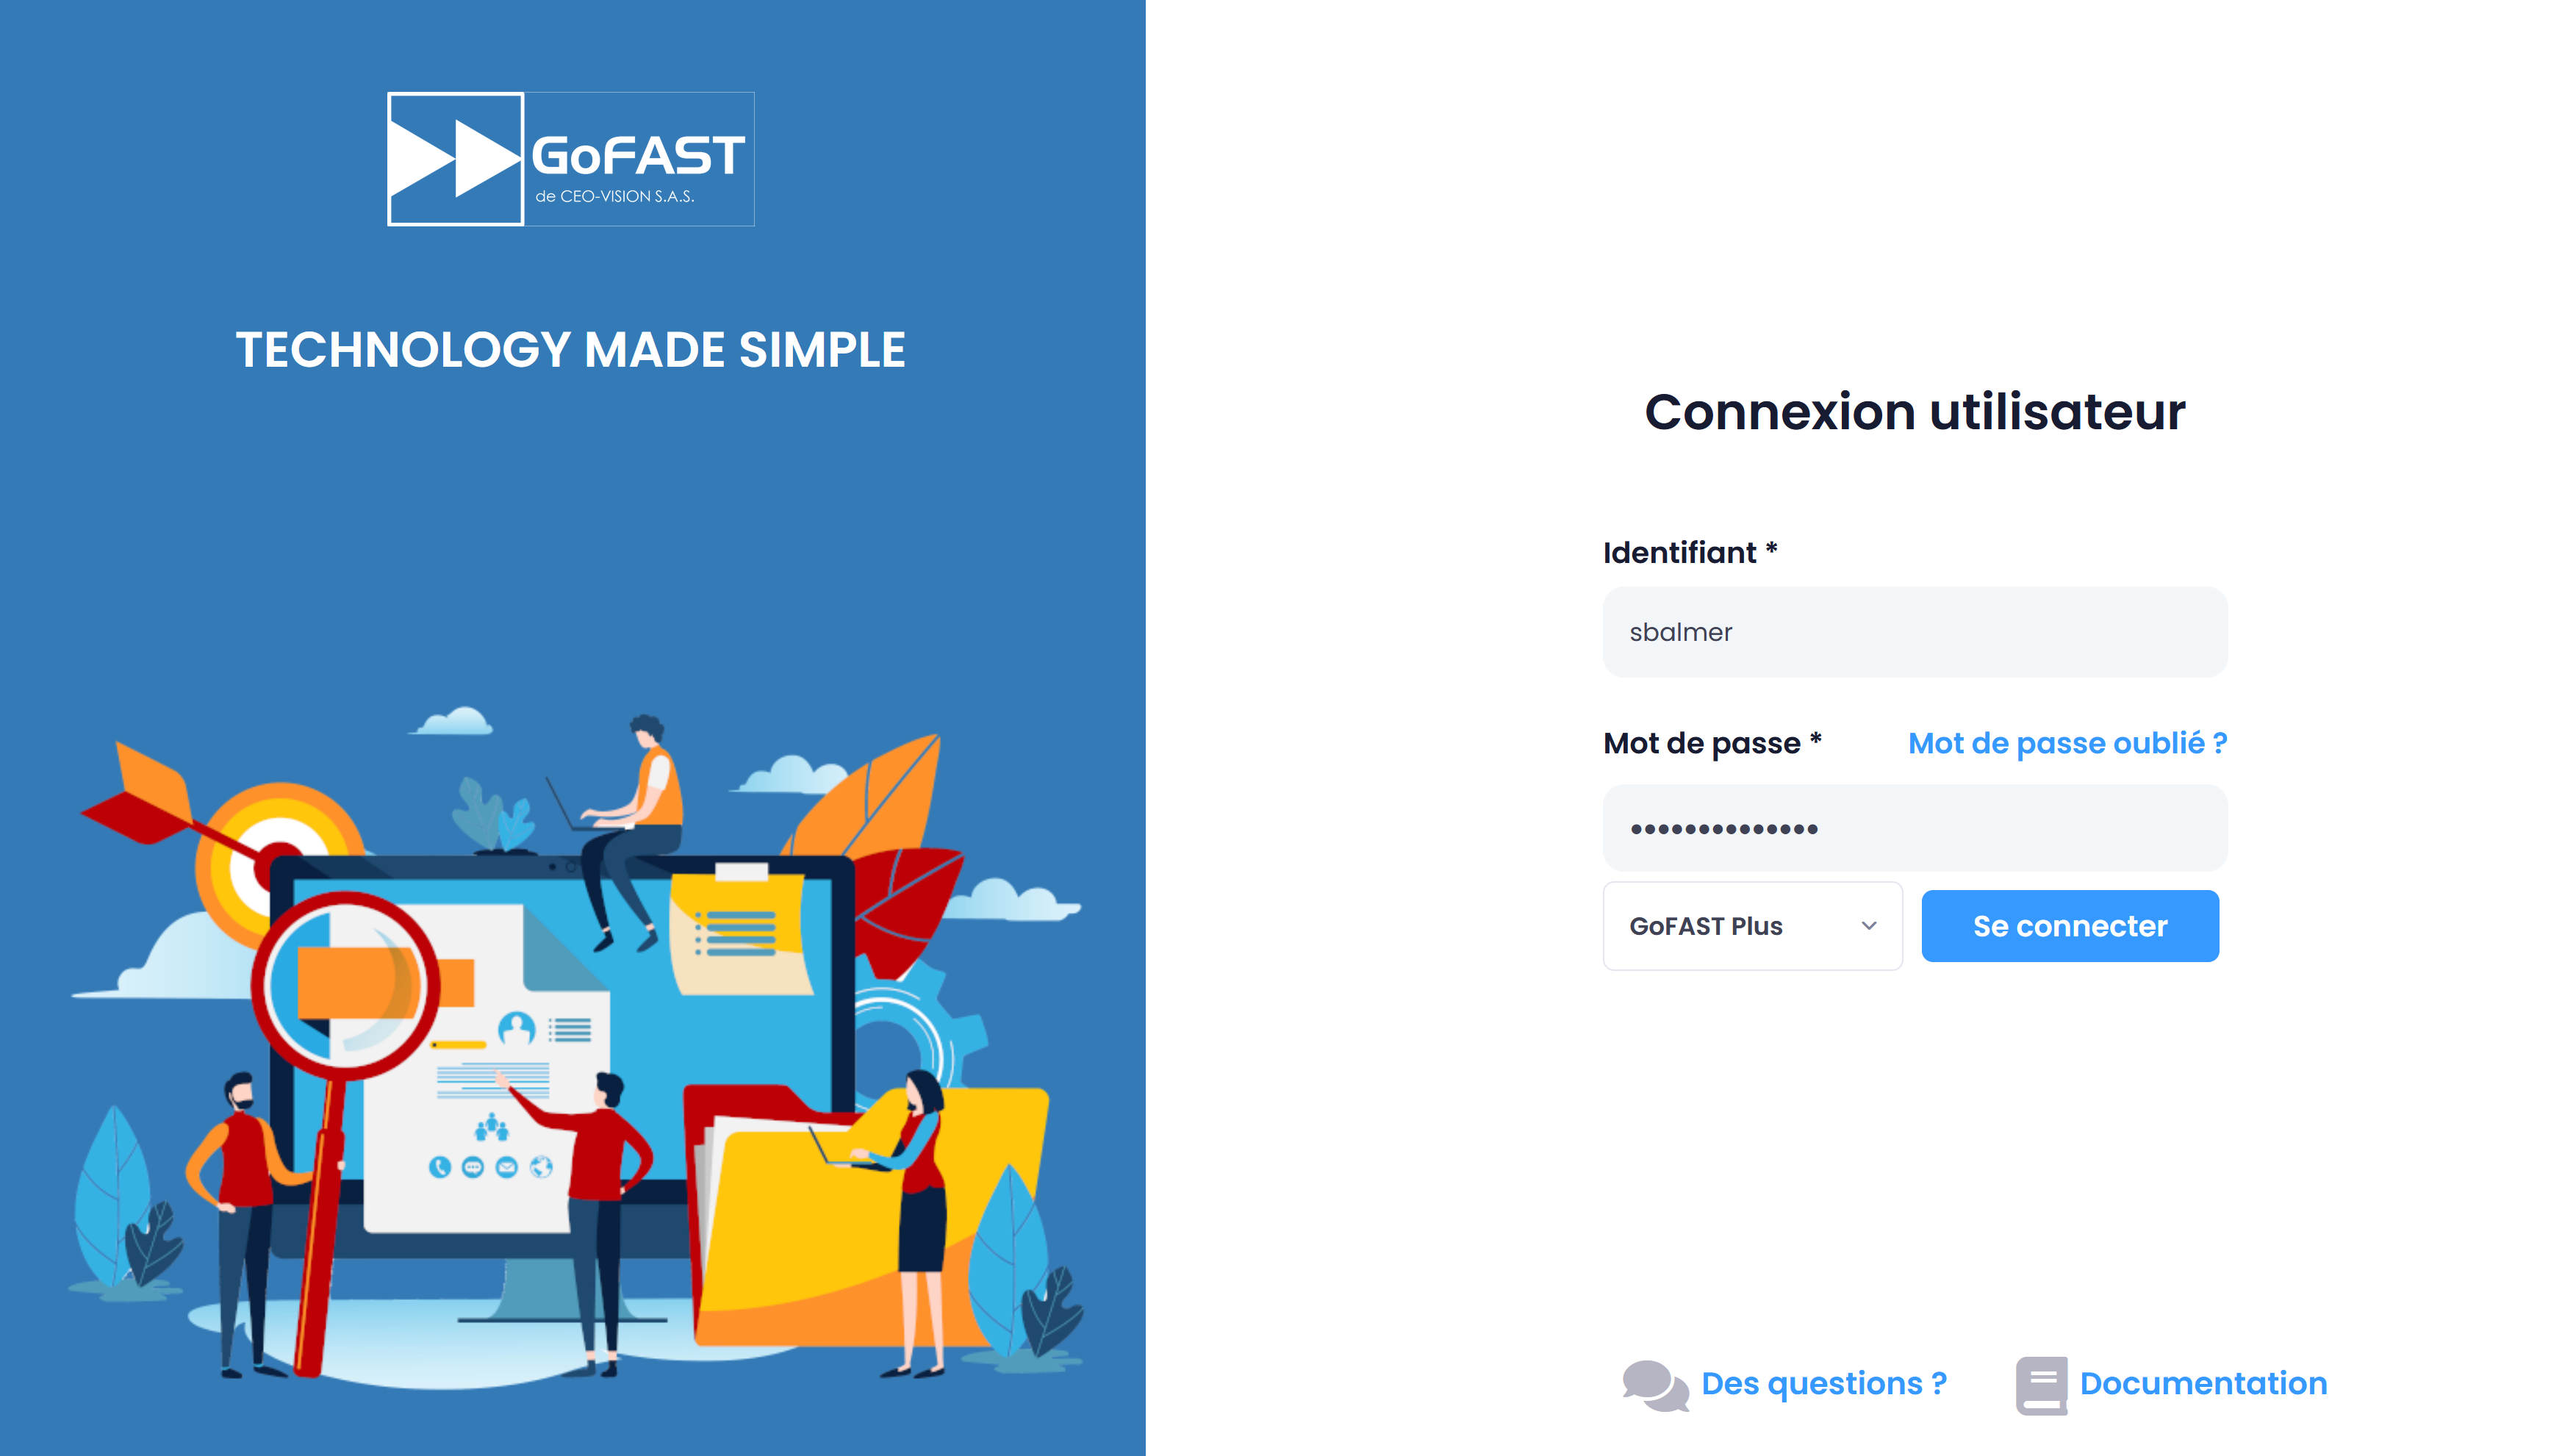 GoFAST
de CEO-VISION S.A.S.
TECHNOLOGY MADE SIMPLE
Connexion utilisateur
Identifiant *
sbalmer
Mot de passe * Mot de passe oublié ?
••••••••••••••
GoFAST Plus Se connecter
Des questions ? Documentation